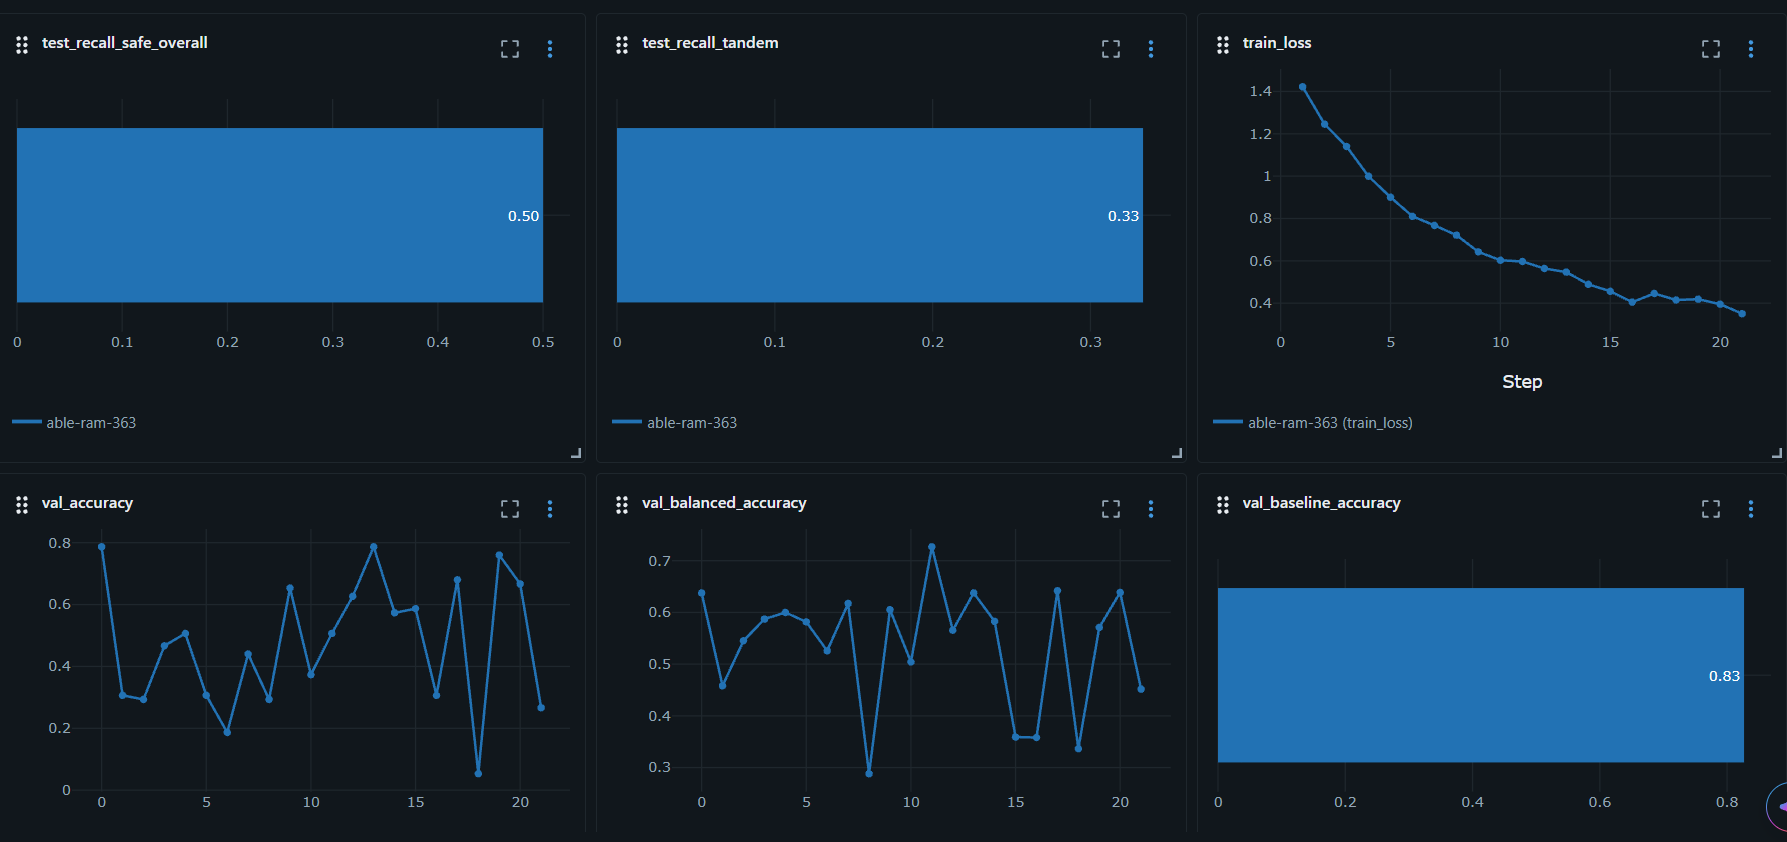 test_recall_safe_overall
0.50
0 0.1 0.2 0.3 0.4 0.5
able-ram-363
test_recall_tandem
0.33
0 0.1 0.2 0.3
able-ram-363
train_loss
1.4
1.2
1
0.8
0.6
0.4
0 5 10 15 20
Step
able-ram-363 (train_loss)
val_accuracy
0.8
0.6
0.4
0.2
0
0 5 10 15 20
val_balanced_accuracy
0.7
0.6
0.5
0.4
0.3
0 5 10 15 20
val_baseline_accuracy
0.83
0 0.2 0.4 0.6 0.8